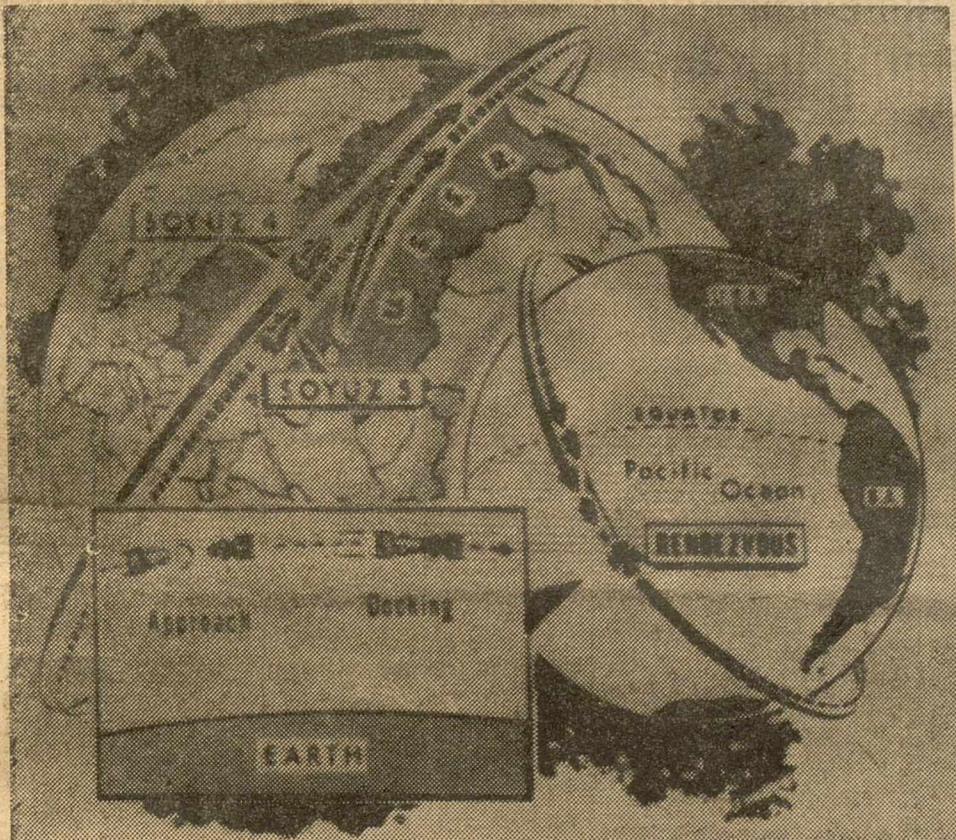 SOYUZ 4
SOYUZ 5
EQUATOR
Pacific
Ocean
RENDEZVOUS
Approach
Docking
EARTH